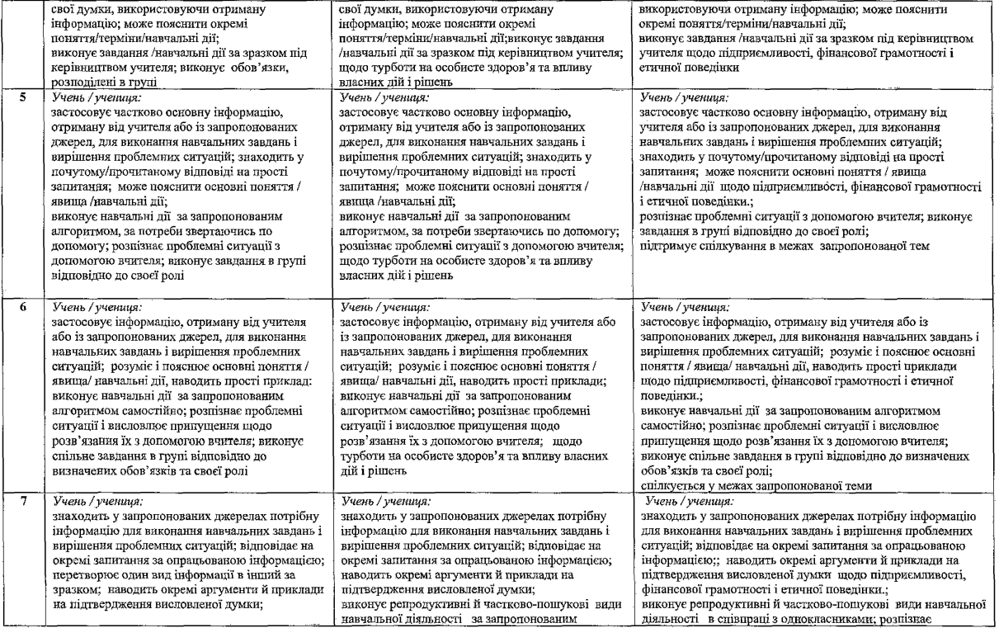 свої думки, використовуючи отриману
інформацію; може пояснити окремі
поняття/терміни/навчальні дії;
виконує завдання /навчальні дії за зразком під
керівництвом учителя; виконує обов’язки,
розподілені в групі
свої думки, використовуючи отриману
інформацію; може пояснити окремі
поняття/терміни/навчальні дії;виконує завдання
/навчальні дії за зразком під керівництвом учителя;
щодо турботи на особисте здоров’я та впливу
власних дій і рішень
використовуючи отриману інформацію; може пояснити
окремі поняття/терміни/навчальні дії;
виконує завдання /навчальні дії за зразком під керівництвом
учителя щодо підприємливості, фінансової грамотності і
етичної поведінки
5
Учень / учениця:
застосовує частково основну інформацію,
отриману від учителя або із запропонованих
джерел, для виконання навчальних завдань і
вирішення проблемних ситуацій; знаходить у
почутому/прочитаному відповіді на прості
запитання; може пояснити основні поняття /
явища /навчальні дії;
виконує навчальні дії за запропонованим
алгоритмом, за потреби звертаючись по
допомогу; розпізнає проблемні ситуації з
допомогою вчителя; виконує завдання в групі
відповідно до своєї ролі
Учень / учениця:
застосовує частково основну інформацію,
отриману від учителя або із запропонованих
джерел, для виконання навчальних завдань і
вирішення проблемних ситуацій; знаходить у
почутому/прочитаному відповіді на прості
запитання; може пояснити основні поняття /
явища /навчальні дії;
виконує навчальні дії за запропонованим
алгоритмом, за потреби звертаючись по допомогу;
розпізнає проблемні ситуації з допомогою вчителя;
щодо турботи на особисте здоров’я та впливу
власних дій і рішень
Учень / учениця:
застосовує частково основну інформацію, отриману від
учителя або із запропонованих джерел, для виконання
навчальних завдань і вирішення проблемних ситуацій;
знаходить у почутому/прочитаному відповіді на прості
запитання; може пояснити основні поняття / явища
/навчальні дії щодо підприємливості, фінансової грамотності
і етичної поведінки.;
розпізнає проблемні ситуації з допомогою вчителя; виконує
завдання в групі відповідно до своєї ролі;
підтримує спілкування в межах запропонованої тем
6
Учень / учениця:
застосовує інформацію, отриману від учителя
або із запропонованих джерел, для виконання
навчальних завдань і вирішення проблемних
ситуацій; розуміє і пояснює основні поняття /
явища/ навчальні дії, наводить прості приклад:
виконує навчальні дії за запропонованим
алгоритмом самостійно; розпізнає проблемні
ситуації і висловлює припущення щодо
розв’язання їх з допомогою вчителя; виконує
спільне завдання в групі відповідно до
визначених обов’язків та своєї ролі
Учень / учениця:
застосовує інформацію, отриману від учителя або
із запропонованих джерел, для виконання
навчальних завдань і вирішення проблемних
ситуацій; розуміє і пояснює основні поняття /
явища/ навчальні дії, наводить прості приклади;
виконує навчальні дії за запропонованим
алгоритмом самостійно; розпізнає проблемні
ситуації і висловлює припущення щодо
розв’язання їх з допомогою вчителя; щодо
турботи на особисте здоров’я та впливу власних
дій і рішень
Учень / учениця:
застосовує інформацію, отриману від учителя або із
запропонованих джерел, для виконання навчальних завдань і
вирішення проблемних ситуацій; розуміє і пояснює основні
поняття / явища/ навчальні дії, наводить прості приклади
щодо підприємливості, фінансової грамотності і етичної
поведінки.;
виконує навчальні дії за запропонованим алгоритмом
самостійно; розпізнає проблемні ситуації і висловлює
припущення щодо розв’язання їх з допомогою вчителя;
виконує спільне завдання в групі відповідно до визначених
обов’язків та своєї ролі;
спілкується у межах запропонованої теми
7
Учень / учениця:
знаходить у запропонованих джерелах потрібну
інформацію для виконання навчальних завдань і
вирішення проблемних ситуацій; відповідає на
окремі запитання за опрацьованою інформацією;
перетворює один вид інформації в інший за
зразком; наводить окремі аргументи й приклади
на підтвердження висловленої думки;
Учень / учениця:
знаходить у запропонованих джерелах потрібну
інформацію для виконання навчальних завдань і
вирішення проблемних ситуацій; відповідає на
окремі запитання за опрацьованою інформацією;
наводить окремі аргументи й приклади на
підтвердження висловленої думки;
виконує репродуктивні й частково-пошукові види
навчальної діяльності за запропонованим
Учень / учениця:
знаходить у запропонованих джерелах потрібну інформацію
для виконання навчальних завдань і вирішення проблемних
ситуацій; відповідає на окремі запитання за опрацьованою
інформацією;; наводить окремі аргументи й приклади на
підтвердження висловленої думки щодо підприємливості,
фінансової грамотності і етичної поведінки.;
виконує репродуктивні й частково-пошукові види навчальної
діяльності в співпраці з однокласниками; розпізнає